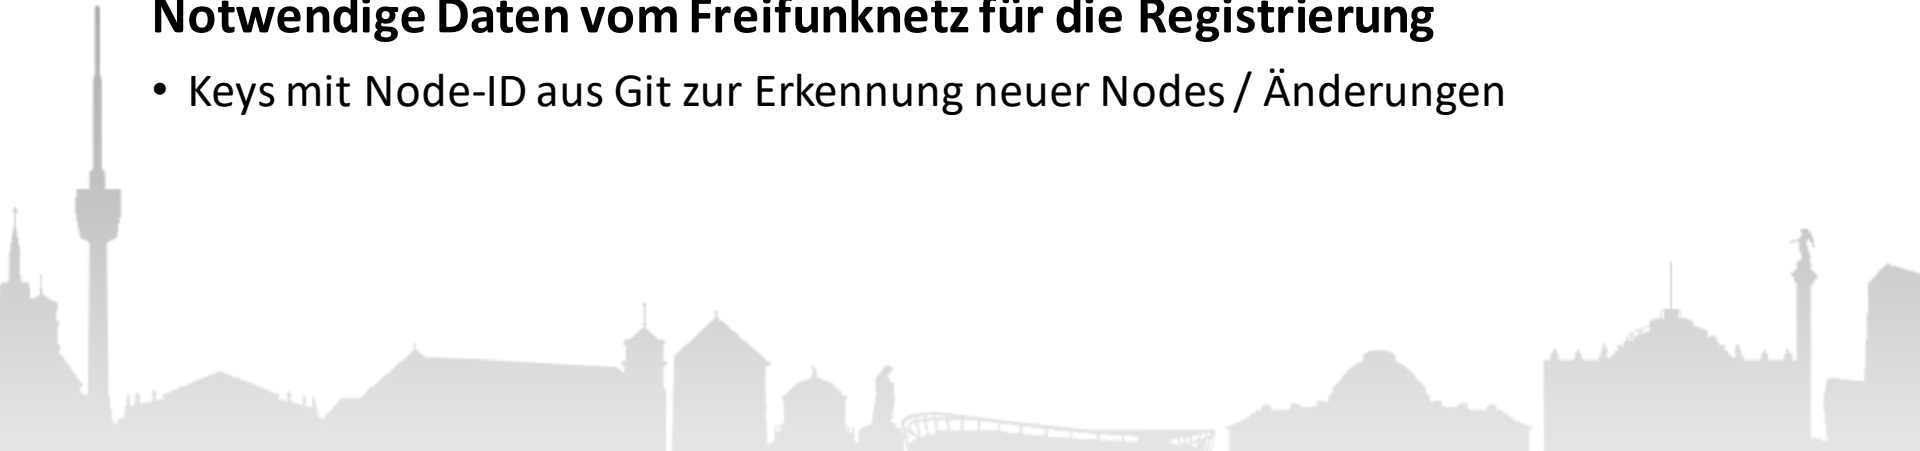 Notwendige Daten vom Freifunknetz für die Registrierung
• Keys mit Node-ID aus Git zur Erkennung neuer Nodes / Änderungen